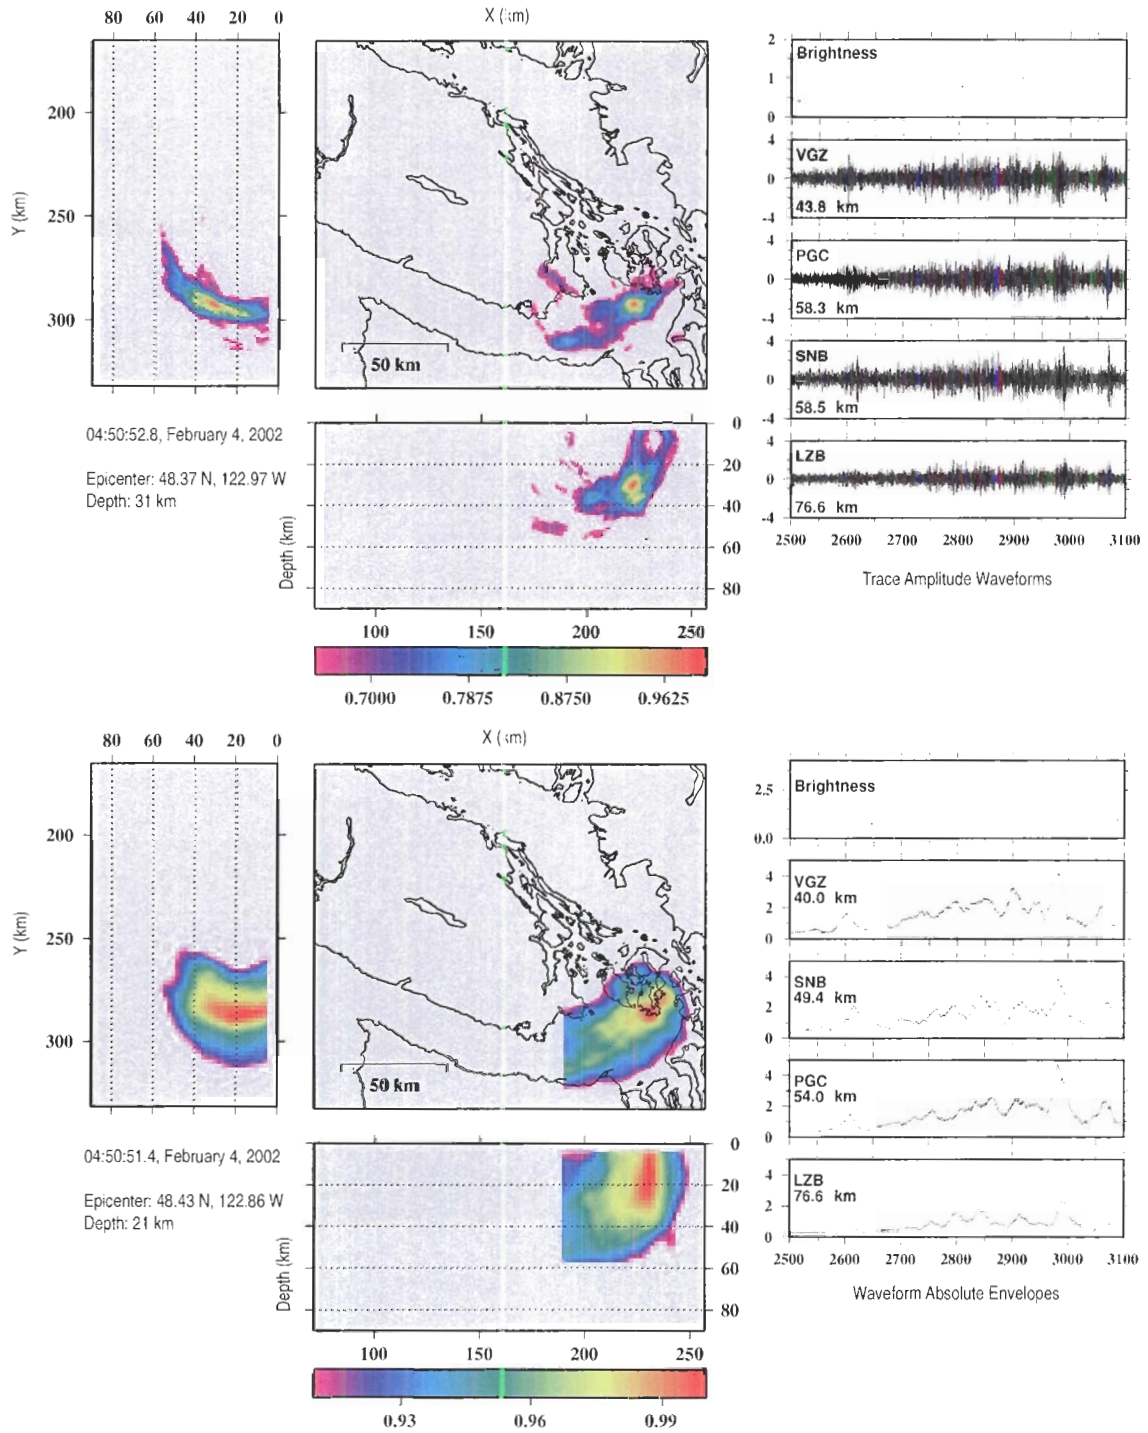 X (km)
80 60 40 20 0
200
250
300
Y (km)
50 km
04:50:52.8, February 4, 2002
Epicenter: 48.37 N, 122.97 W
Depth: 31 km
0
20
40
60
80
Depth (km)
100 150 200 250
0.7000 0.7875 0.8750 0.9625
2
1
0
Brightness
4
0
-4
VGZ
43.8 km
4
0
-4
PGC
58.3 km
4
0
-4
SNB
58.5 km
4
0
-4
LZB
76.6 km
2500 2600 2700 2800 2900 3000 3100
Trace Amplitude Waveforms
X (km)
80 60 40 20 0
200
250
300
Y (km)
50 km
04:50:51.4, February 4, 2002
Epicenter: 48.43 N, 122.86 W
Depth: 21 km
0
20
40
60
80
Depth (km)
100 150 200 250
0.93 0.96 0.99
2.5
0.0
Brightness
4
2
0
VGZ
40.0 km
4
2
0
SNB
49.4 km
4
2
0
PGC
54.0 km
4
2
0
LZB
76.6 km
2500 2600 2700 2800 2900 3000 3100
Waveform Absolute Envelopes